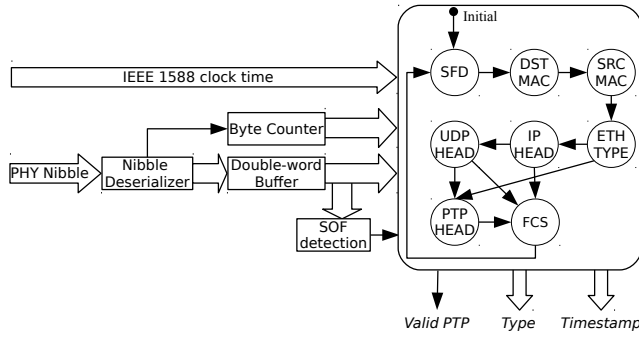 Initial
IEEE 1588 clock time
SFD
DST
MAC
SRC
MAC
Byte Counter
UDP
HEAD
IP
HEAD
ETH
TYPE
PHY Nibble
Nibble
Deserializer
Double-word
Buffer
SOF
detection
PTP
HEAD
FCS
Valid PTP
Type
Timestamp